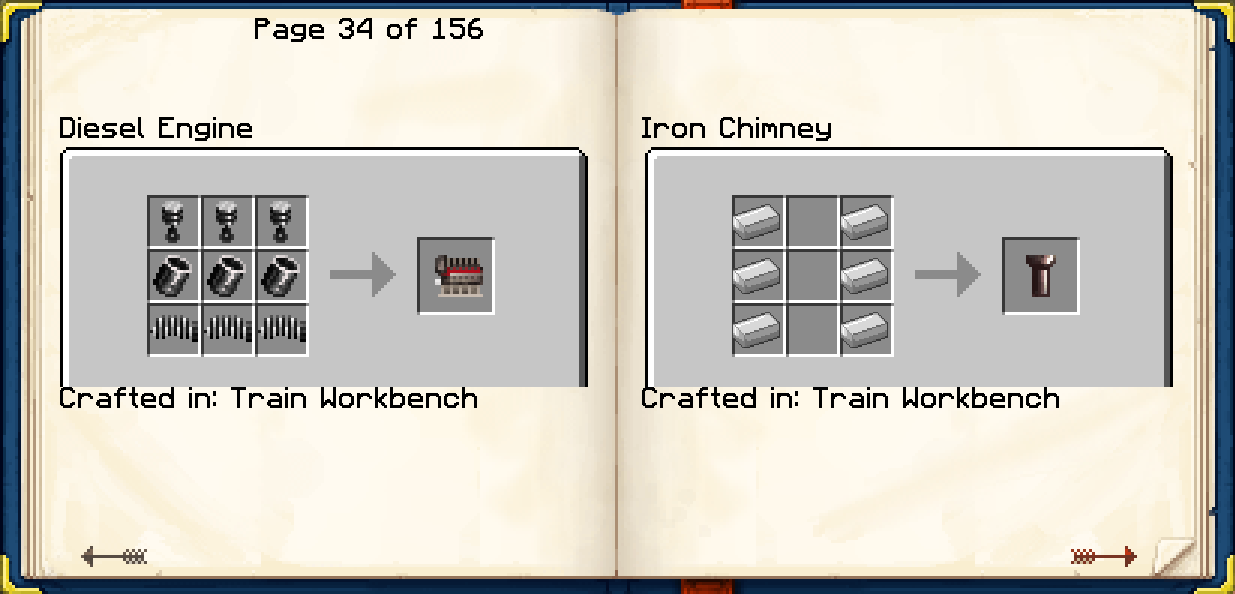 Page 34 of 156
Diesel Engine
Crafted in: Train Workbench
Iron Chimney
Crafted in: Train Workbench